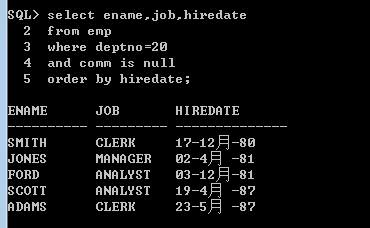 SQL> select ename,job,hiredate
  2  from emp
  3  where deptno=20
  4  and comm is null
  5  order by hiredate;
ENAME      JOB       HIREDATE
---------- --------- --------------
SMITH      CLERK     17-12月-80
JONES      MANAGER   02-4月 -81
FORD       ANALYST   03-12月-81
SCOTT      ANALYST   19-4月 -87
ADAMS      CLERK     23-5月 -87